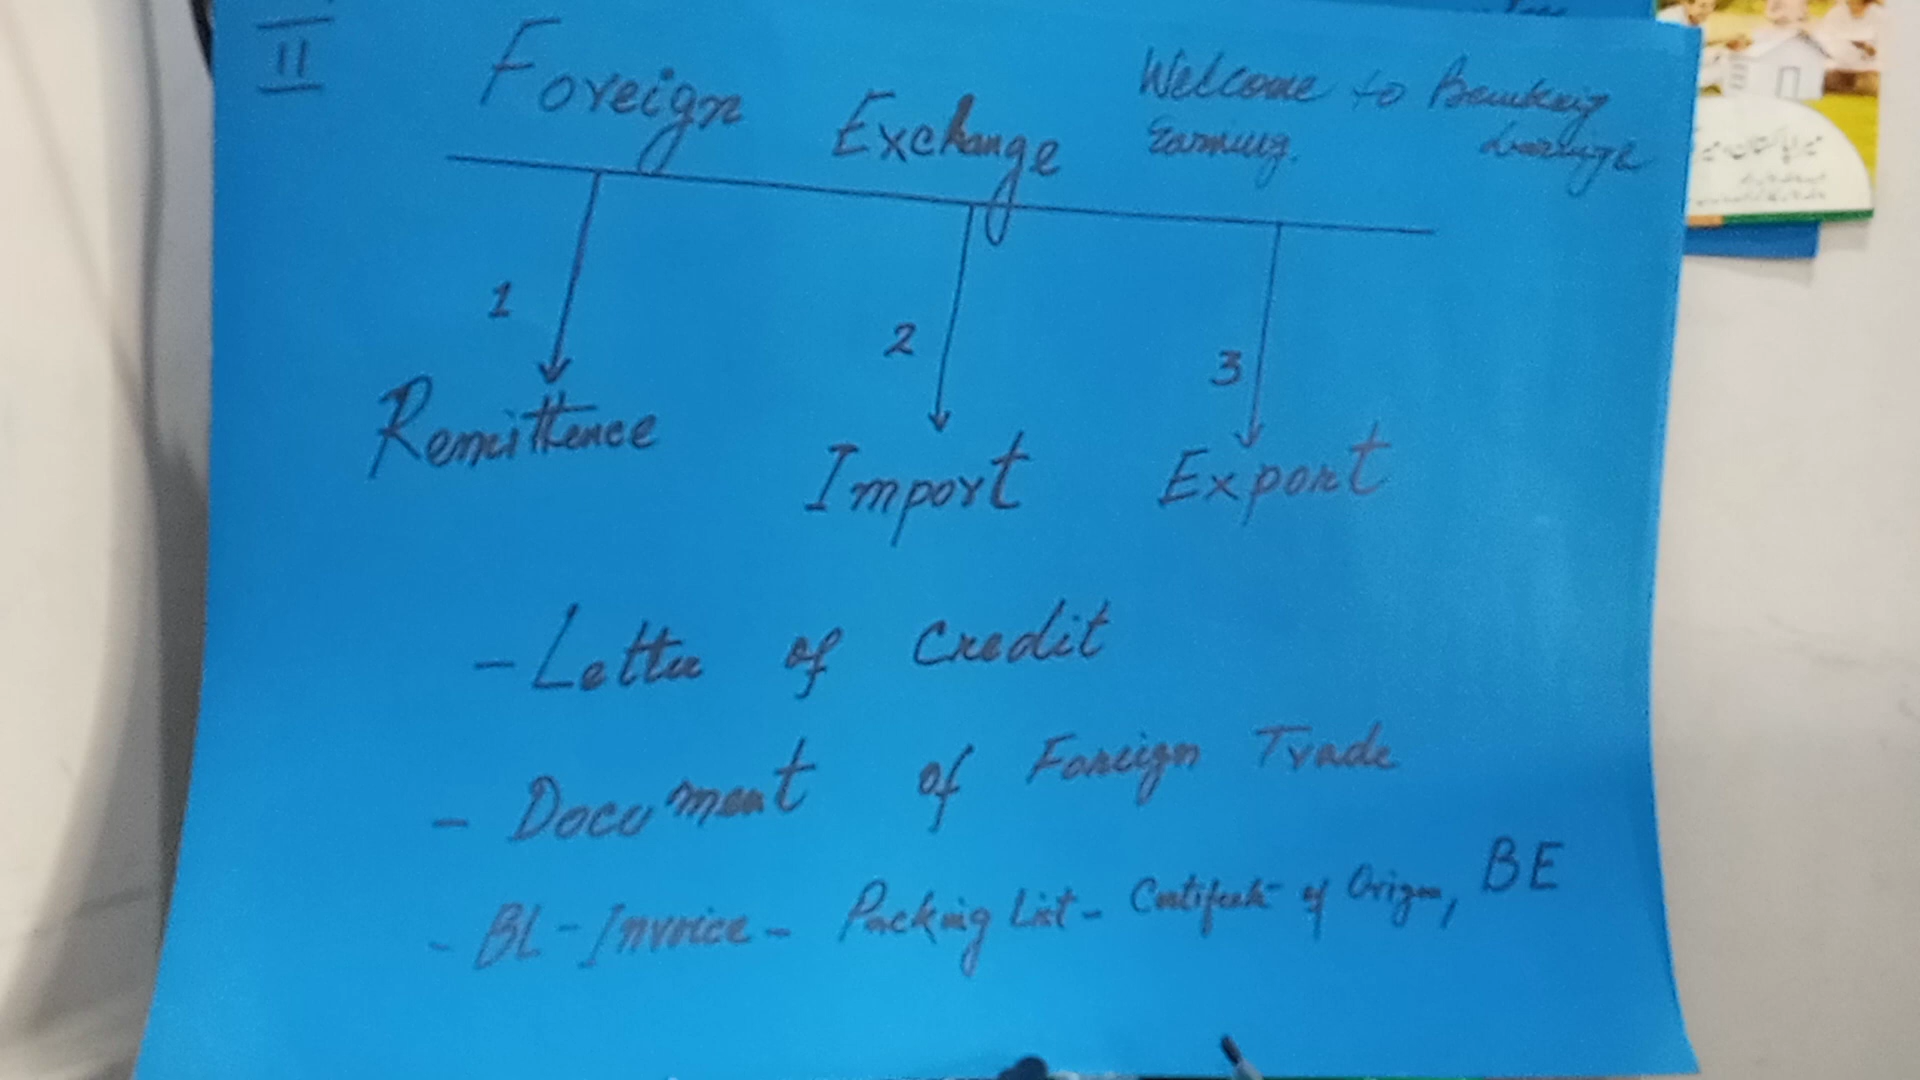 II
Foreign Exchange
Welcome to Banking
Earning.
1
2
3
Remittence
Import
Export
- Letter of Credit
- Document of Foreign Trade
- BL - Invoice - Packing List - Certificate of Origin, BE